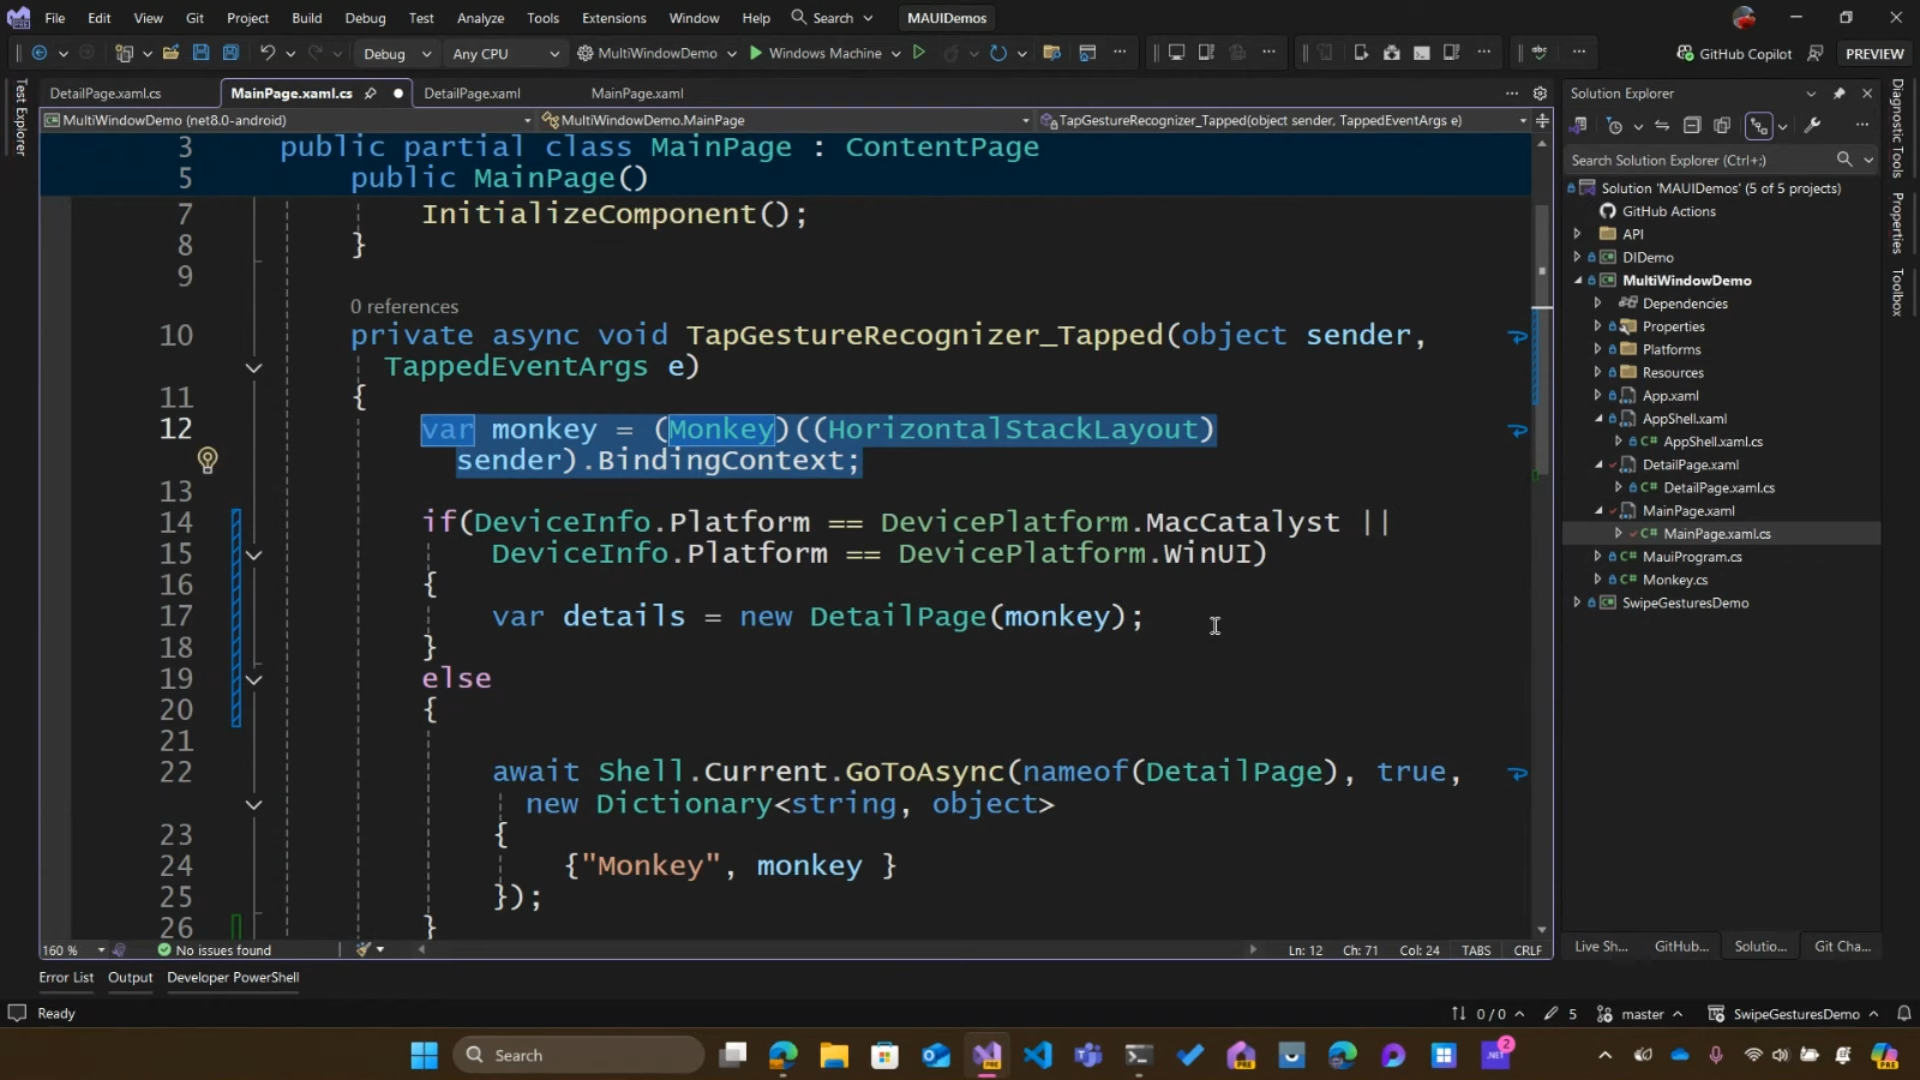 File Edit View Git Project Build Debug Test Analyze Tools Extensions Window Help Search MAUIDemos
Debug Any CPU MultiWindowDemo Windows Machine GitHub Copilot PREVIEW
Test Explorer
DetailPage.xaml.cs MainPage.xaml.cs DetailPage.xaml MainPage.xaml
MultiWindowDemo (net8.0-android) MultiWindowDemo.MainPage TapGestureRecognizer_Tapped(object sender, TappedEventArgs e)
3 public partial class MainPage : ContentPage
5 public MainPage()
7 InitializeComponent();
8 }
9
0 references
10 private async void TapGestureRecognizer_Tapped(object sender,
TappedEventArgs e)
11 {
12 var monkey = (Monkey)((HorizontalStackLayout)
sender).BindingContext;
13
14 if(DeviceInfo.Platform == DevicePlatform.MacCatalyst ||
15 DeviceInfo.Platform == DevicePlatform.WinUI)
16 {
17 var details = new DetailPage(monkey);
18 }
19 else
20 {
21
22 await Shell.Current.GoToAsync(nameof(DetailPage), true,
new Dictionary<string, object>
23 {
24 {"Monkey", monkey }
25 });
26 }
160 % No issues found Ln: 12 Ch: 71 Col: 24 TABS CRLF
Solution Explorer
Search Solution Explorer (Ctrl+;)
Solution 'MAUIDemos' (5 of 5 projects)
GitHub Actions
API
DIDemo
MultiWindowDemo
Dependencies
Properties
Platforms
Resources
App.xaml
AppShell.xaml
AppShell.xaml.cs
DetailPage.xaml
DetailPage.xaml.cs
MainPage.xaml
MainPage.xaml.cs
MauiProgram.cs
Monkey.cs
SwipeGesturesDemo
Live Sh... GitHub... Solutio... Git Cha...
Diagnostic Tools
Properties
Toolbox
Error List Output Developer PowerShell
Ready 0 / 0 5 master SwipeGesturesDemo
Search
.NET
2
PRE